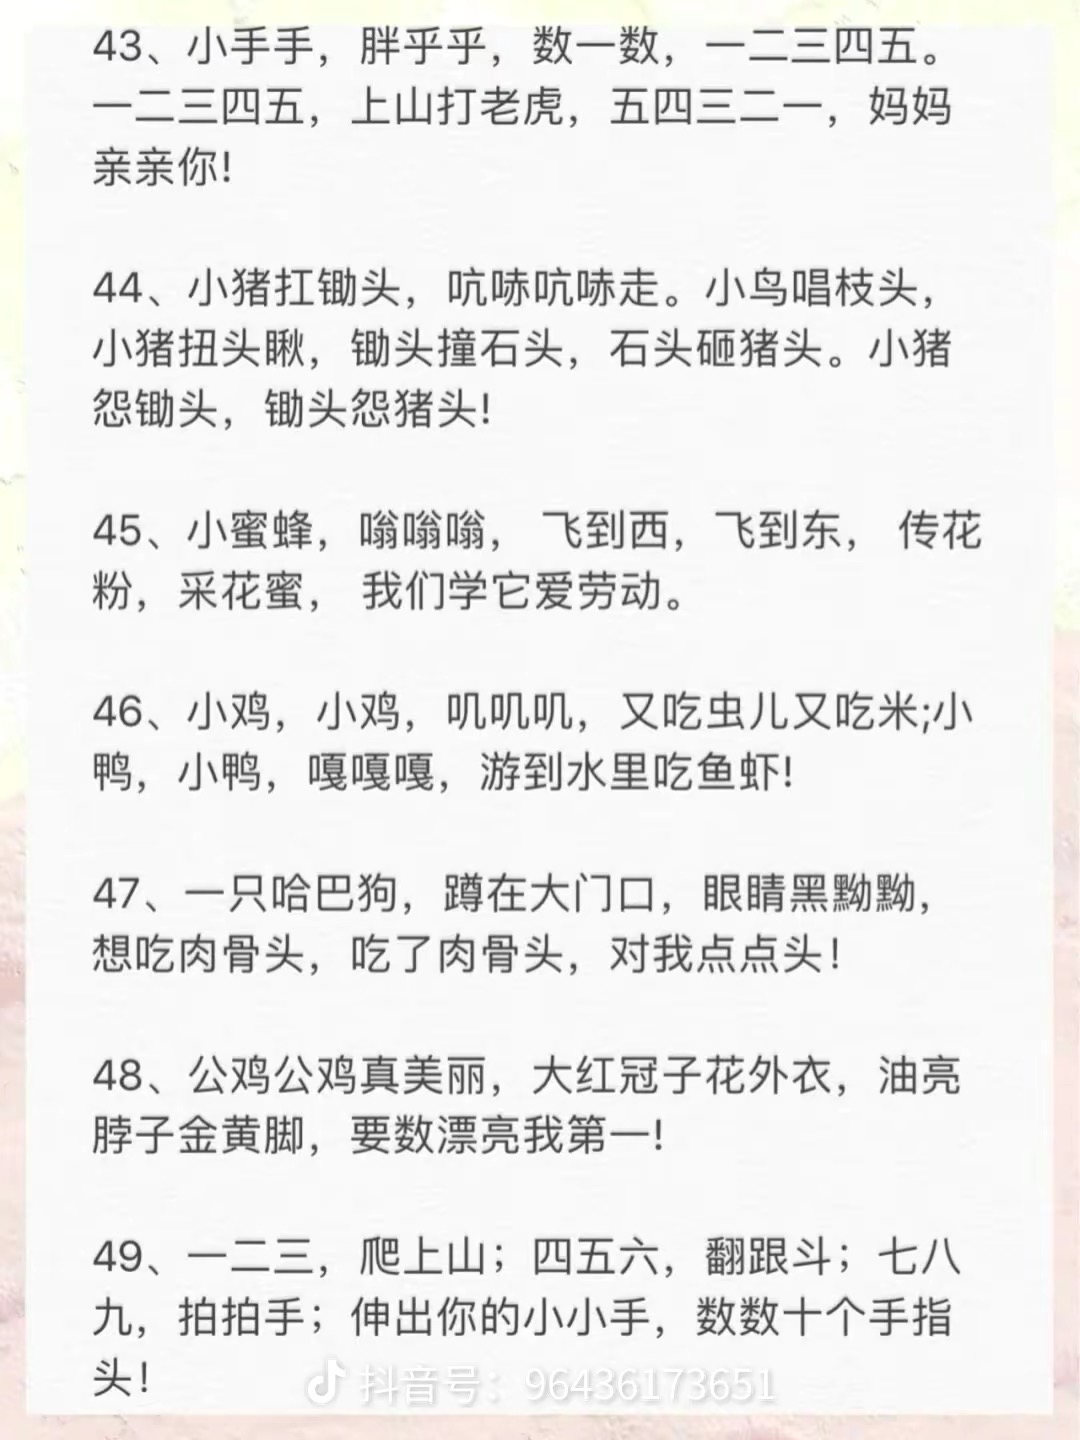 43、小手手，胖乎乎，数一数，一二三四五。
一二三四五，上山打老虎，五四三二一，妈妈
亲亲你!
44、小猪扛锄头，吭哧吭哧走。小鸟唱枝头，
小猪扭头瞅，锄头撞石头，石头砸猪头。小猪
怨锄头，锄头怨猪头!
45、小蜜蜂，嗡嗡嗡， 飞到西，飞到东， 传花
粉，采花蜜， 我们学它爱劳动。
46、小鸡，小鸡，叽叽叽，又吃虫儿又吃米;小
鸭，小鸭，嘎嘎嘎，游到水里吃鱼虾!
47、一只哈巴狗，蹲在大门口，眼睛黑黝黝，
想吃肉骨头，吃了肉骨头，对我点点头！
48、公鸡公鸡真美丽，大红冠子花外衣，油亮
脖子金黄脚，要数漂亮我第一!
49、一二三，爬上山；四五六，翻跟斗；七八
九，拍拍手；伸出你的小小手，数数十个手指
头！
抖音号：96436173651